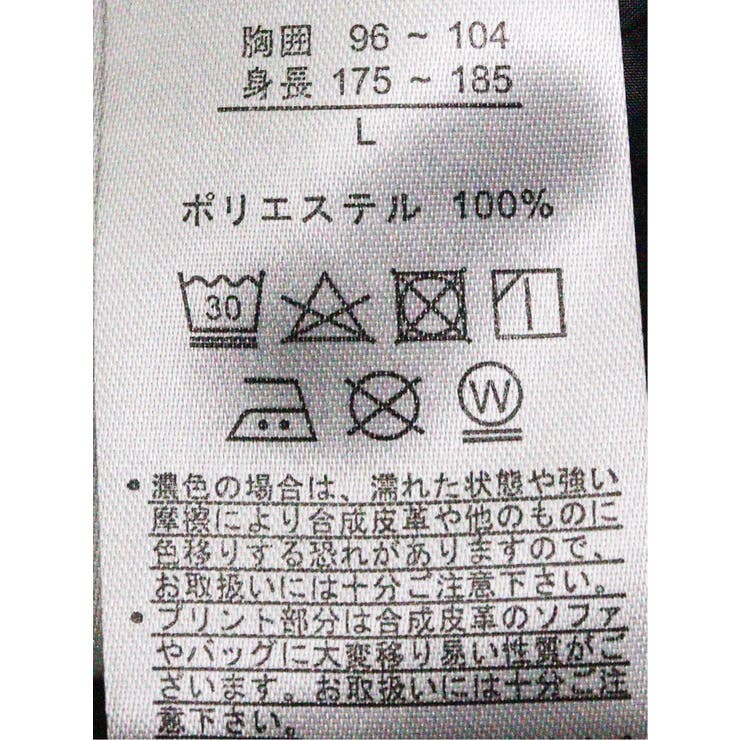 胸囲 96 ~ 104
身長 175 ~ 185
L
ポリエステル 100%
30
W
• 濃色の場合は、濡れた状態や強い
摩擦により合成皮革や他のものに
色移りする恐れがありますので、
お取扱いには十分ご注意下さい。
• プリント部分は合成皮革のソファ
やバッグに大変移り易い性質がご
ざいます。お取扱いには十分ご注
意下さい。